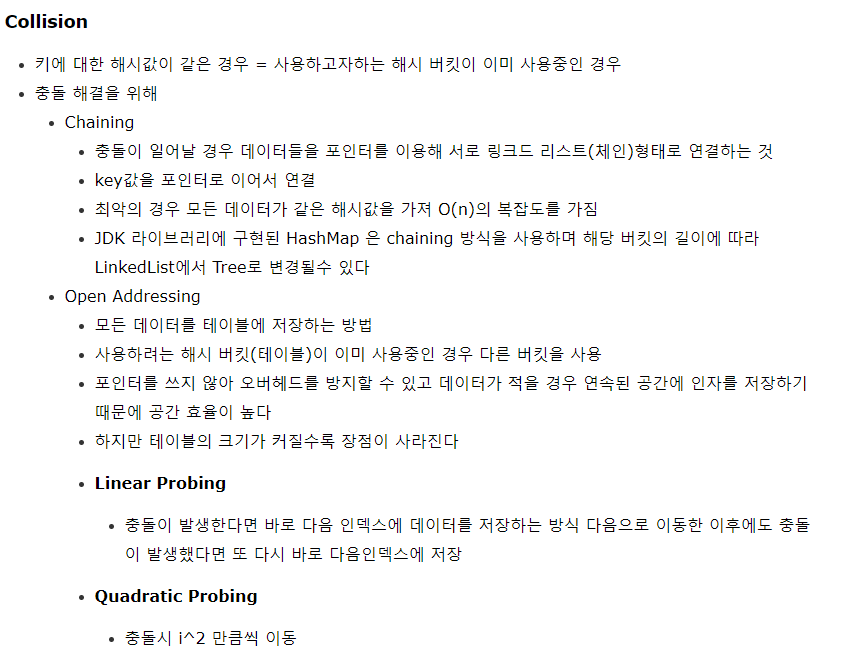 Collision
키에 대한 해시값이 같은 경우 = 사용하고자하는 해시 버킷이 이미 사용중인 경우
충돌 해결을 위해
Chaining
충돌이 일어날 경우 데이터들을 포인터를 이용해 서로 링크드 리스트(체인)형태로 연결하는 것
key값을 포인터로 이어서 연결
최악의 경우 모든 데이터가 같은 해시값을 가져 O(n)의 복잡도를 가짐
JDK 라이브러리에 구현된 HashMap 은 chaining 방식을 사용하며 해당 버킷의 길이에 따라
LinkedList에서 Tree로 변경될수 있다
Open Addressing
모든 데이터를 테이블에 저장하는 방법
사용하려는 해시 버킷(테이블)이 이미 사용중인 경우 다른 버킷을 사용
포인터를 쓰지 않아 오버헤드를 방지할 수 있고 데이터가 적을 경우 연속된 공간에 인자를 저장하기
때문에 공간 효율이 높다
하지만 테이블의 크기가 커질수록 장점이 사라진다
Linear Probing
충돌이 발생한다면 바로 다음 인덱스에 데이터를 저장하는 방식 다음으로 이동한 이후에도 충돌
이 발생했다면 또 다시 바로 다음인덱스에 저장
Quadratic Probing
충돌시 i^2 만큼씩 이동